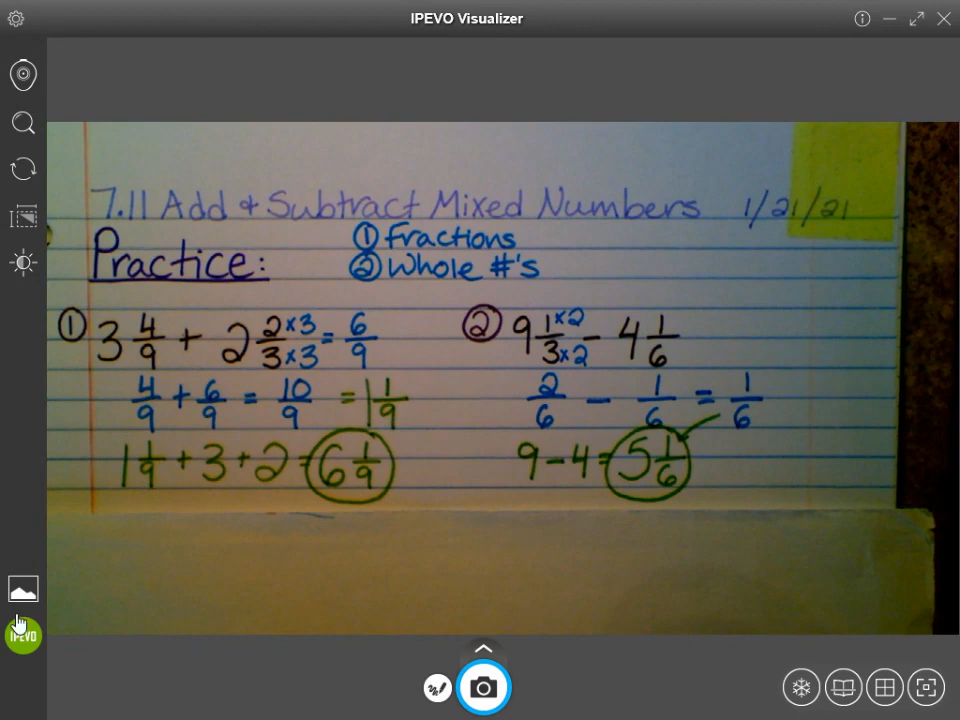 IPEVO Visualizer
7.11 Add & Subtract Mixed Numbers 1/21/21
Practice: ① Fractions
② Whole #'s
① 3 4/9 + 2 2/3 ×3 ×3 = 6/9
4/9 + 6/9 = 10/9 = 1 1/9
1 1/9 + 3 + 2 = 6 1/9
② 9 1/3 ×2 ×2 - 4 1/6
2/6 - 1/6 = 1/6
9 - 4 = 5 1/6
IPEVO